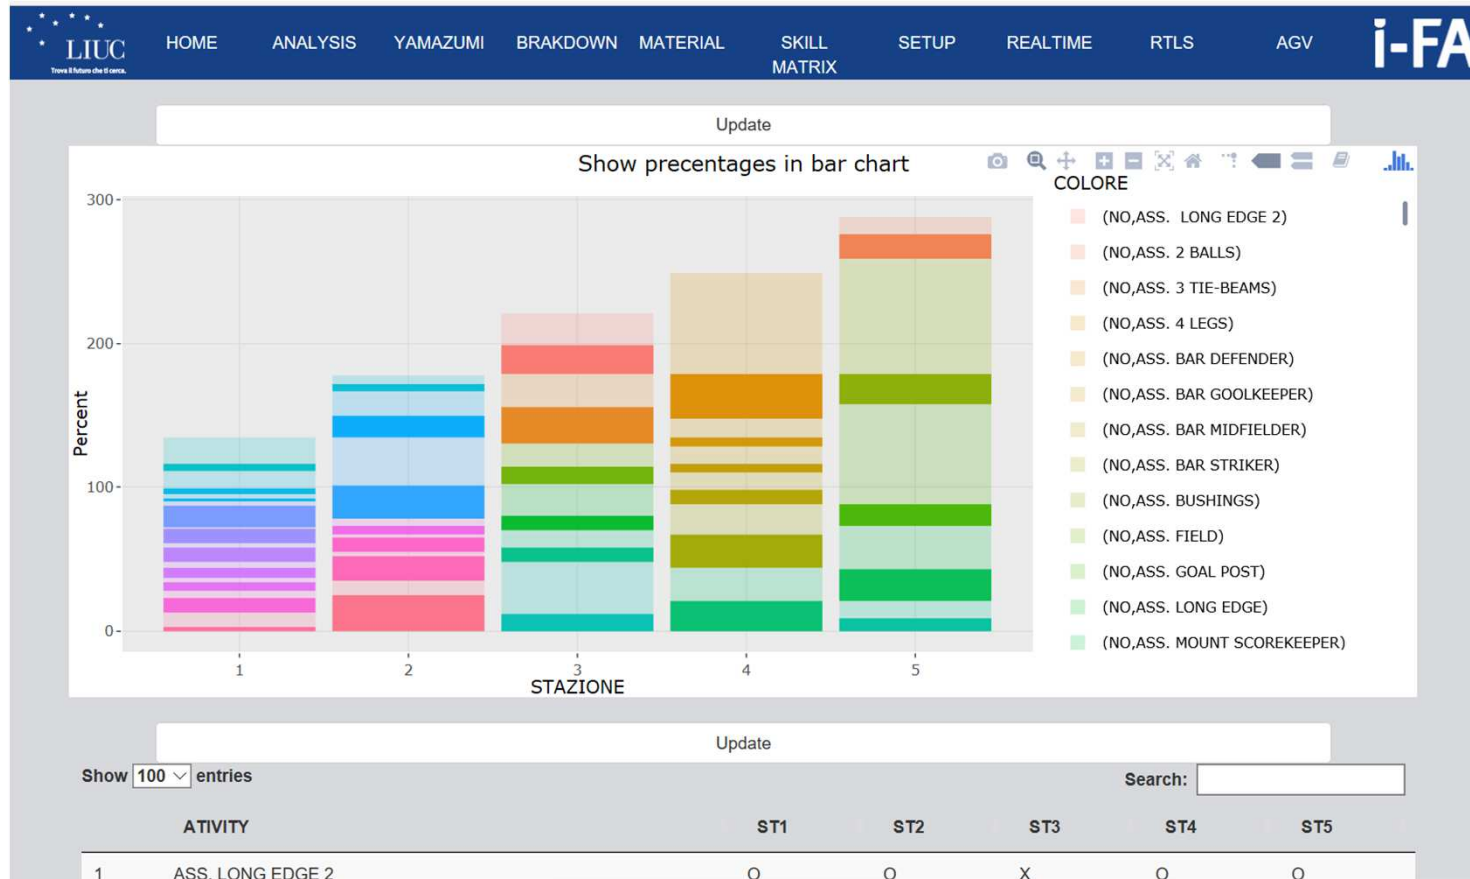 LIUC
Trova il futuro che ti cerca.
HOME ANALYSIS YAMAZUMI BRAKDOWN MATERIAL SKILL MATRIX SETUP REALTIME RTLS AGV
i-FA
Update
Show precentages in bar chart
COLORE
(NO,ASS. LONG EDGE 2)
(NO,ASS. 2 BALLS)
(NO,ASS. 3 TIE-BEAMS)
(NO,ASS. 4 LEGS)
(NO,ASS. BAR DEFENDER)
(NO,ASS. BAR GOOLKEEPER)
(NO,ASS. BAR MIDFIELDER)
(NO,ASS. BAR STRIKER)
(NO,ASS. BUSHINGS)
(NO,ASS. FIELD)
(NO,ASS. GOAL POST)
(NO,ASS. LONG EDGE)
(NO,ASS. MOUNT SCOREKEEPER)
Percent
300
200
100
0
1 2 3 4 5
STAZIONE
Update
Show 100 entries Search:
ATIVITY ST1 ST2 ST3 ST4 ST5
1 ASS. LONG EDGE 2 O O X O O